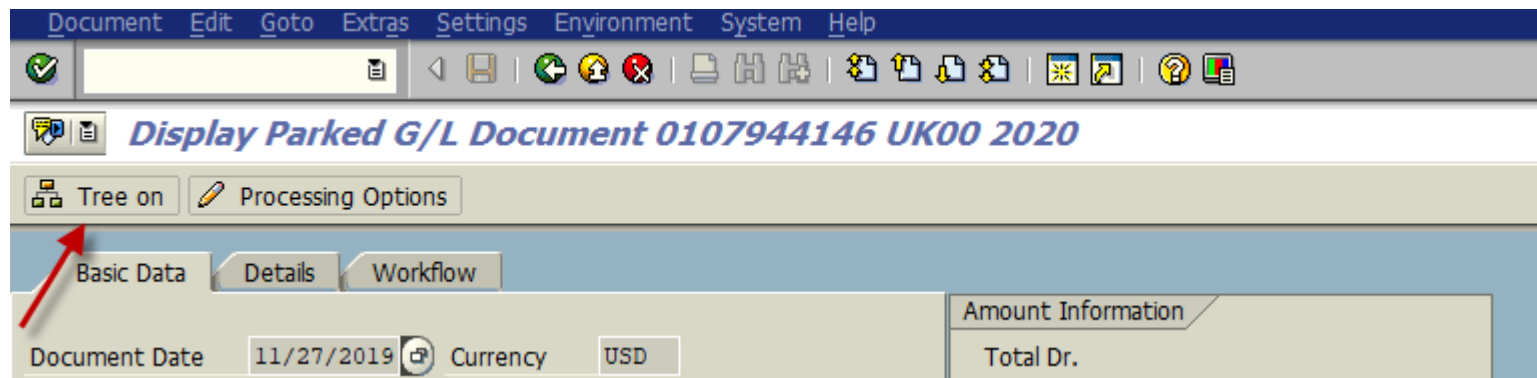 Document Edit Goto Extras Settings Environment System Help
Display Parked G/L Document 0107944146 UK00 2020
Tree on Processing Options
Basic Data Details Workflow
Amount Information
Document Date 11/27/2019 Currency USD Total Dr.